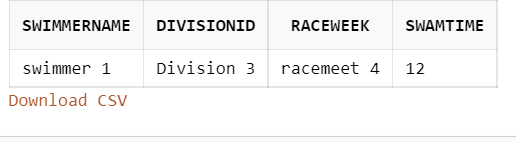 SWIMMERNAME DIVISIONID RACEWEEK SWAMTIME
swimmer 1 Division 3 racemeet 4 12
Download CSV